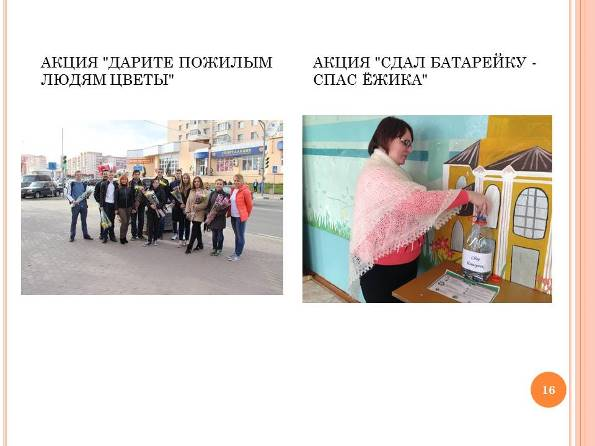 АКЦИЯ "ДАРИТЕ ПОЖИЛЫМ
ЛЮДЯМ ЦВЕТЫ"
АКЦИЯ "СДАЛ БАТАРЕЙКУ -
СПАС ЁЖИКА"
16